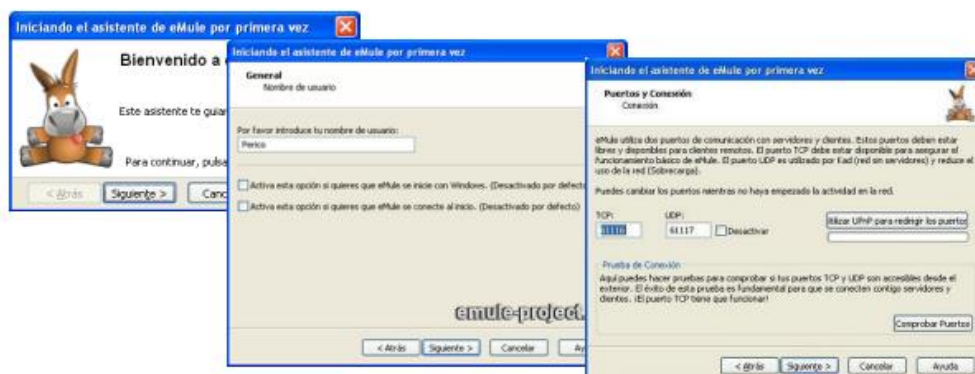 Iniciando el asistente de eMule por primera vez
Bienvenido a
Este asistente te guiar
Para continuar, pulsa
< Atrás
Siguiente >
Canc
Iniciando el asistente de eMule por primera vez
General
Nombre de usuario
Por favor introduce tu nombre de usuario:
Perico
Activa esta opción si quieres que eMule se inicie con Windows. (Desactivado por defecto
Activa esta opción si quieres que eMule se conecte al inicio. (Desactivado por defecto)
emule-project.
< Atrás
Siguiente >
Cancelar
Ay
Iniciando el asistente de eMule por primera vez
Puertos y Conexión
Conexión
eMule utiliza dos puertos de comunicación con servidores y clientes. Estos puertos deben estar
libres y disponibles para clientes remotos. El puerto TCP debe estar disponible para asegurar el
funcionamiento básico de eMule. El puerto UDP es utilizado por Kad (red sin servidores) y reduce el
uso de la red (Sobrecarga).
Puedes cambiar los puertos mientras no haya empezado la actividad en la red.
TCP:
UDP:
61117
Desactivar
Utilizar UPnP para redirigir los puertos
Prueba de Conexión
Aquí puedes hacer pruebas para comprobar si tus puertos TCP y UDP son accesibles desde el
exterior. El éxito de esta prueba es fundamental para que se conecten contigo servidores y
clientes. ¡El puerto TCP tiene que funcionar!
Comprobar Puertos
< Atrás
Siguiente >
Cancelar
Ayuda